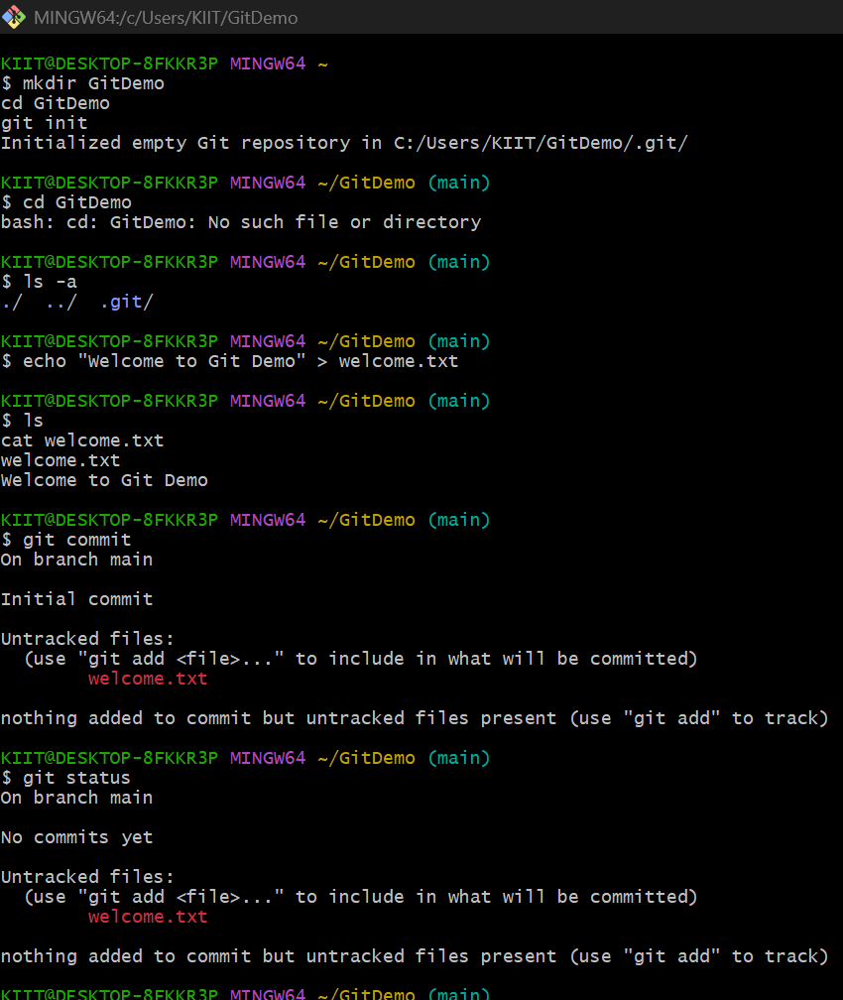 MINGW64:/c/Users/KIIT/GitDemo
KIIT@DESKTOP-8FKKR3P MINGW64 ~
$ mkdir GitDemo
cd GitDemo
git init
Initialized empty Git repository in C:/Users/KIIT/GitDemo/.git/
KIIT@DESKTOP-8FKKR3P MINGW64 ~/GitDemo (main)
$ cd GitDemo
bash: cd: GitDemo: No such file or directory
KIIT@DESKTOP-8FKKR3P MINGW64 ~/GitDemo (main)
$ ls -a
./  ../  .git/
KIIT@DESKTOP-8FKKR3P MINGW64 ~/GitDemo (main)
$ echo "Welcome to Git Demo" > welcome.txt
KIIT@DESKTOP-8FKKR3P MINGW64 ~/GitDemo (main)
$ ls
cat welcome.txt
welcome.txt
Welcome to Git Demo
KIIT@DESKTOP-8FKKR3P MINGW64 ~/GitDemo (main)
$ git commit
On branch main
Initial commit
Untracked files:
  (use "git add <file>..." to include in what will be committed)
        welcome.txt
nothing added to commit but untracked files present (use "git add" to track)
KIIT@DESKTOP-8FKKR3P MINGW64 ~/GitDemo (main)
$ git status
On branch main
No commits yet
Untracked files:
  (use "git add <file>..." to include in what will be committed)
        welcome.txt
nothing added to commit but untracked files present (use "git add" to track)
KIIT@DESKTOP-8FKKR3P MINGW64 ~/GitDemo (main)